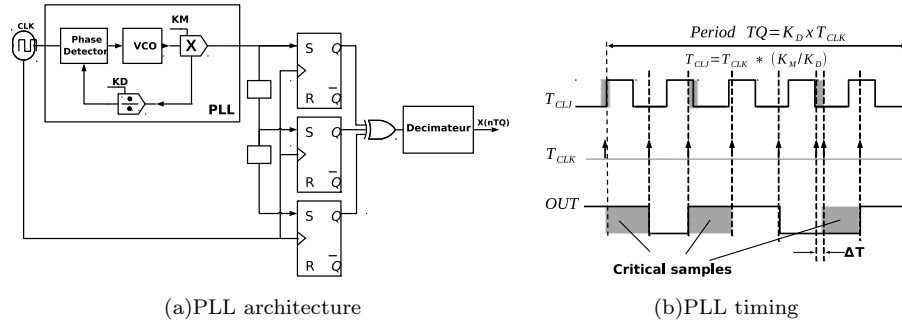 CLK
KM
Phase
Detector
VCO
X
KD
÷
PLL
S Q
R Q
S Q
R Q
S Q
R Q
Decimateur
X(nTQ)
(a)PLL architecture
Period TQ=K_D x T_CLK
T_CLJ=T_CLK * (K_M/K_D)
T_CLJ
T_CLK
OUT
Critical samples
ΔT
(b)PLL timing